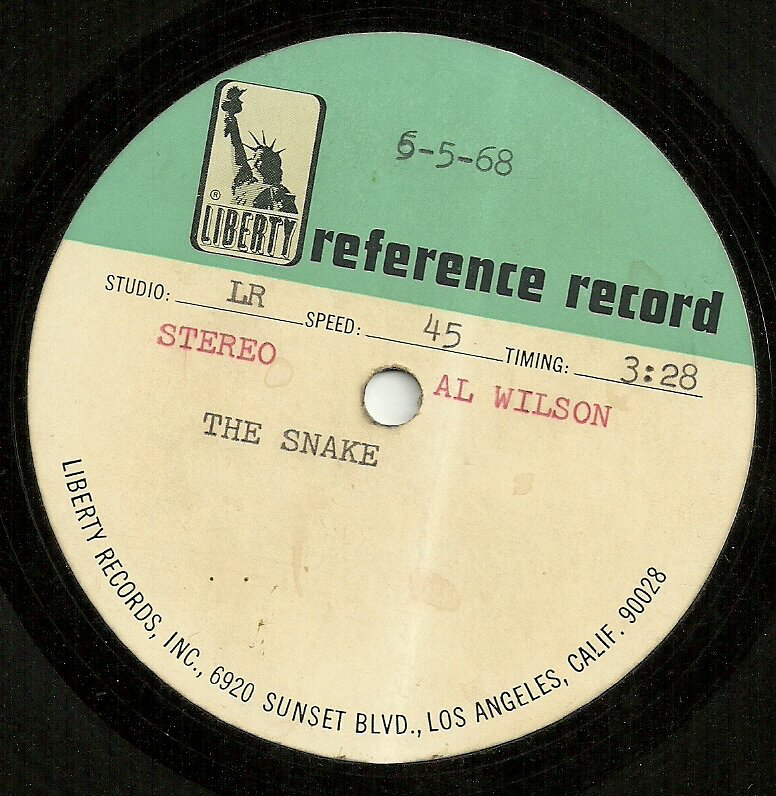 6-5-68
® LIBERTY
reference record
STUDIO: LR SPEED: 45 TIMING: 3:28
STEREO
AL WILSON
THE SNAKE
LIBERTY RECORDS, INC., 6920 SUNSET BLVD., LOS ANGELES, CALIF. 90028